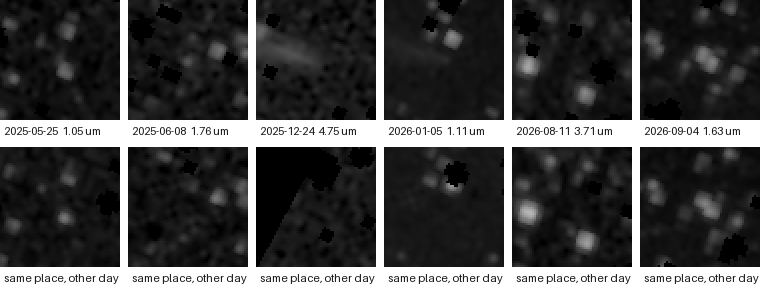 2025-05-25 1.05 um
2025-06-08 1.76 um
2025-12-24 4.75 um
2026-01-05 1.11 um
2026-08-11 3.71 um
2026-09-04 1.63 um
same place, other day
same place, other day
same place, other day
same place, other day
same place, other day
same place, other day